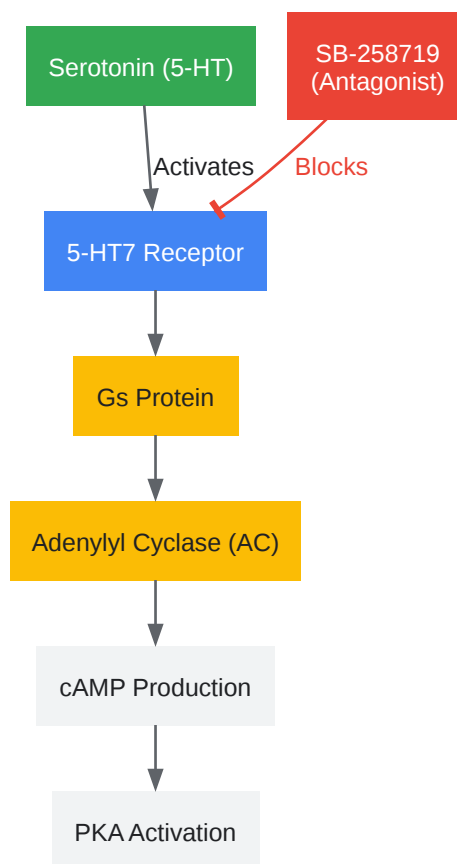 Serotonin (5-HT)
SB-258719
(Antagonist)
Activates
Blocks
5-HT7 Receptor
Gs Protein
Adenylyl Cyclase (AC)
cAMP Production
PKA Activation